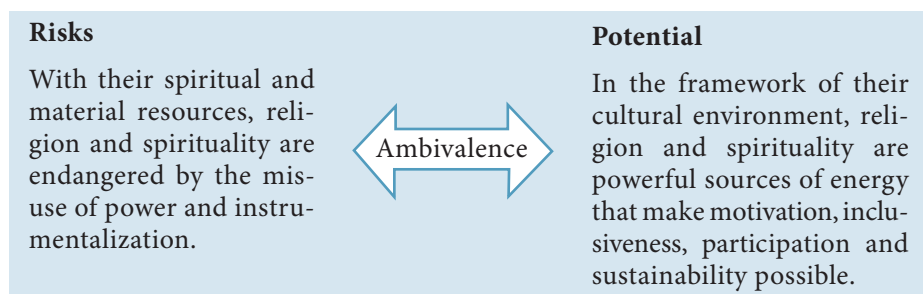 Risks
With their spiritual and
material resources, reli-
gion and spirituality are
endangered by the mis-
use of power and instru-
mentalization.
Ambivalence
Potential
In the framework of their
cultural environment, reli-
gion and spirituality are
powerful sources of energy
that make motivation, inclu-
siveness, participation and
sustainability possible.